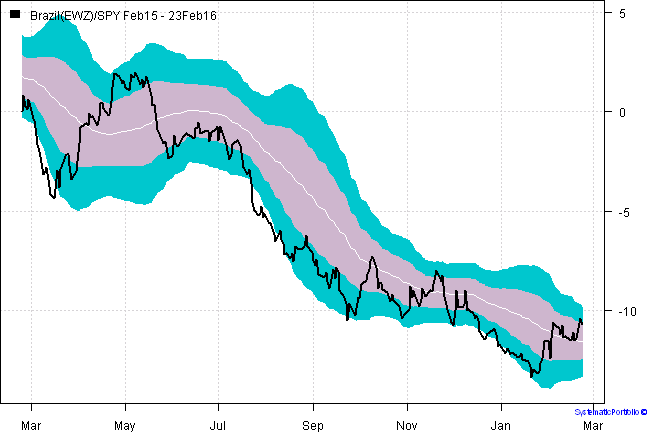 Brazil(EWZ)/SPY Feb15 - 23Feb16
5
0
-5
-10
Mar May Jul Sep Nov Jan Mar
SystematicPortfolio ©